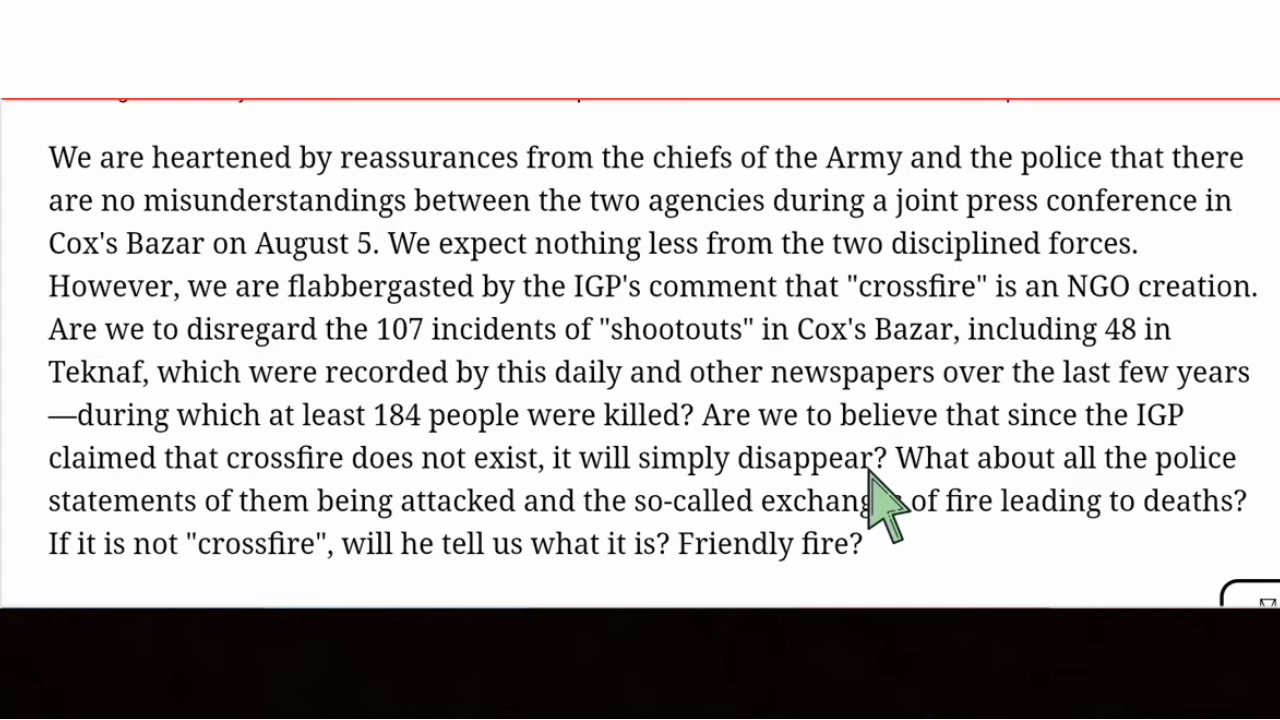 We are heartened by reassurances from the chiefs of the Army and the police that there
are no misunderstandings between the two agencies during a joint press conference in
Cox's Bazar on August 5. We expect nothing less from the two disciplined forces.
However, we are flabbergasted by the IGP's comment that "crossfire" is an NGO creation.
Are we to disregard the 107 incidents of "shootouts" in Cox's Bazar, including 48 in
Teknaf, which were recorded by this daily and other newspapers over the last few years
—during which at least 184 people were killed? Are we to believe that since the IGP
claimed that crossfire does not exist, it will simply disappear? What about all the police
statements of them being attacked and the so-called exchanges of fire leading to deaths?
If it is not "crossfire", will he tell us what it is? Friendly fire?